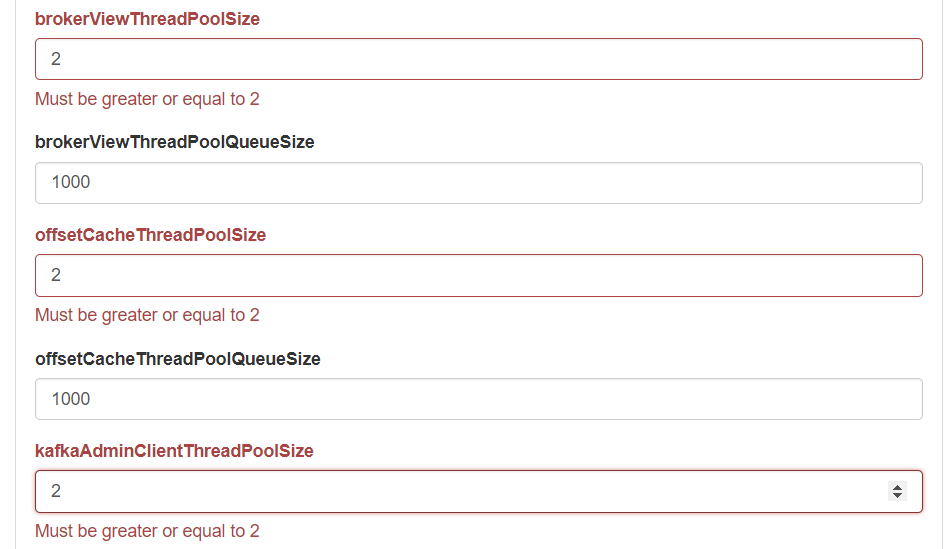 brokerViewThreadPoolSize
2
Must be greater or equal to 2
brokerViewThreadPoolQueueSize
1000
offsetCacheThreadPoolSize
2
Must be greater or equal to 2
offsetCacheThreadPoolQueueSize
1000
kafkaAdminClientThreadPoolSize
2
Must be greater or equal to 2